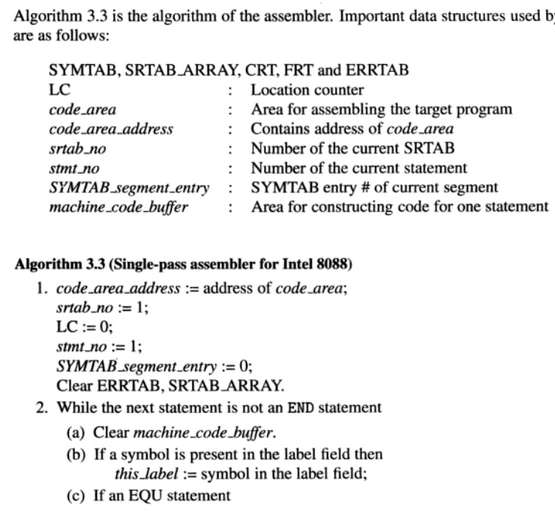 Algorithm 3.3 is the algorithm of the assembler. Important data structures used
are as follows:
SYMTAB, SRTAB_ARRAY, CRT, FRT and ERRTAB
LC : Location counter
code_area : Area for assembling the target program
code_area_address : Contains address of code_area
srtab_no : Number of the current SRTAB
stmt_no : Number of the current statement
SYMTAB_segment_entry : SYMTAB entry # of current segment
machine_code_buffer : Area for constructing code for one statement
Algorithm 3.3 (Single-pass assembler for Intel 8088)
1. code_area_address := address of code_area;
srtab_no := 1;
LC := 0;
stmt_no := 1;
SYMTAB_segment_entry := 0;
Clear ERRTAB, SRTAB_ARRAY.
2. While the next statement is not an END statement
(a) Clear machine_code_buffer.
(b) If a symbol is present in the label field then
this_label := symbol in the label field;
(c) If an EQU statement